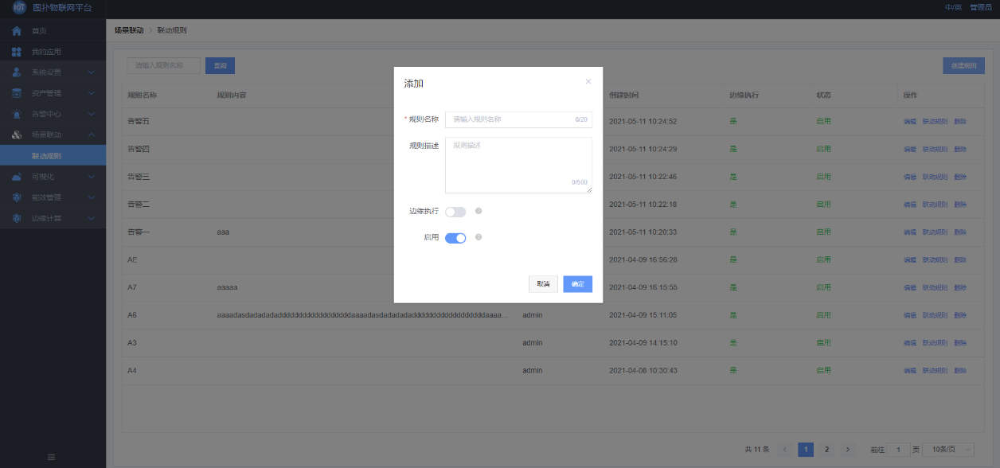 IoT 图扑物联网平台 中/英 管理员
首页
我的应用
系统设置
资产管理
告警中心
场景联动
联动规则
可视化
能效管理
边缘计算
场景联动 > 联动规则
请输入规则名称 查询 创建规则
规则名称 规则内容 创建时间 边缘执行 状态 操作
告警五 2021-05-11 10:24:52 是 启用 编辑 联动规则 删除
告警四 2021-05-11 10:24:29 是 启用 编辑 联动规则 删除
告警三 2021-05-11 10:22:46 是 启用 编辑 联动规则 删除
告警二 2021-05-11 10:22:18 是 启用 编辑 联动规则 删除
告警一 aaa 2021-05-11 10:20:33 是 启用 编辑 联动规则 删除
AE 2021-04-09 16:56:28 是 启用 编辑 联动规则 删除
A7 aaaaa 2021-04-09 16:15:55 是 启用 编辑 联动规则 删除
A6 admin 2021-04-09 15:11:05 是 启用 编辑 联动规则 删除
A3 admin 2021-04-09 14:15:10 是 启用 编辑 联动规则 删除
A4 admin 2021-04-08 10:30:43 是 启用 编辑 联动规则 删除
共 11 条 < 1 2 > 前往 1 页 10条/页
添加
* 规则名称 请输入规则名称 0/20
规则描述 规则描述
0/500
边缘执行
启用
取消 确定